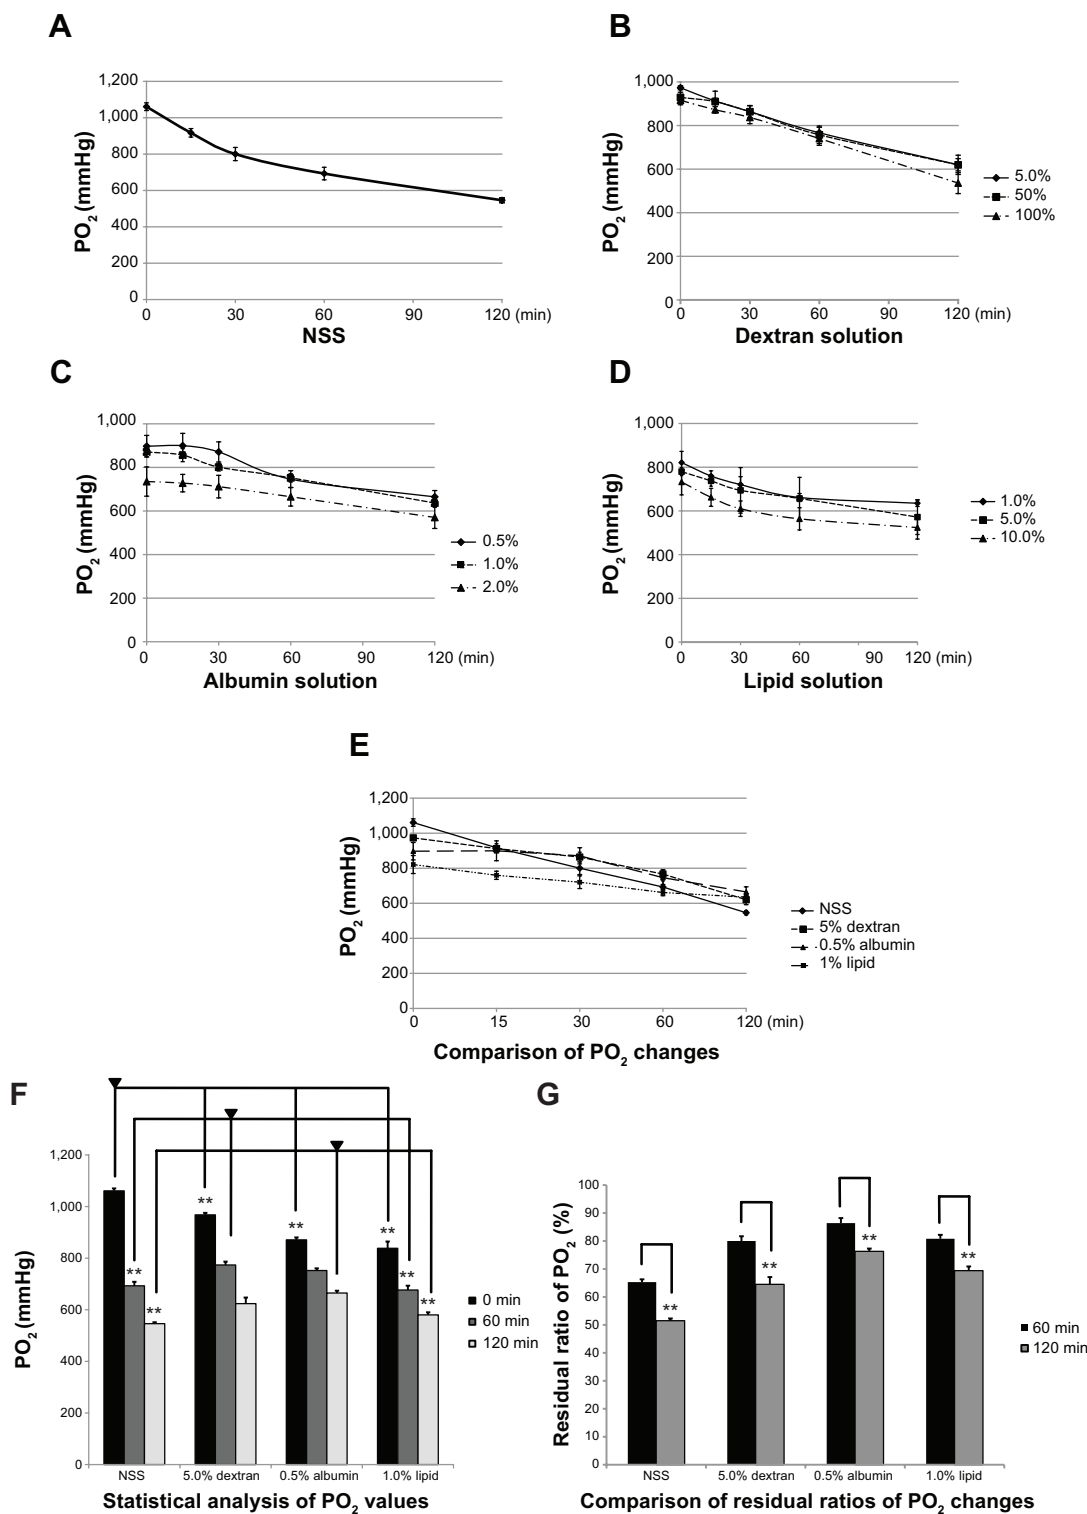 A
PO2 (mmHg)
1,200
1,000
800
600
400
200
0
0 30 60 90 120 (min)
NSS
B
PO2 (mmHg)
1,000
800
600
400
200
0
0 30 60 90 120 (min)
Dextran solution
5.0%
50%
100%
C
PO2 (mmHg)
1,000
800
600
400
200
0
0 30 60 90 120 (min)
Albumin solution
0.5%
1.0%
2.0%
D
PO2 (mmHg)
1,000
800
600
400
200
0
0 30 60 90 120 (min)
Lipid solution
1.0%
5.0%
10.0%
E
PO2 (mmHg)
1,200
1,000
800
600
400
200
0
0 15 30 60 120 (min)
Comparison of PO2 changes
NSS
5% dextran
0.5% albumin
1% lipid
F
PO2 (mmHg)
1,200
1,000
800
600
400
200
0
** ** ** ** ** ** **
NSS 5.0% dextran 0.5% albumin 1.0% lipid
Statistical analysis of PO2 values
0 min
60 min
120 min
G
Residual ratio of PO2 (%)
100
90
80
70
60
50
40
30
20
10
0
** ** ** **
NSS 5.0% dextran 0.5% albumin 1.0% lipid
Comparison of residual ratios of PO2 changes
60 min
120 min